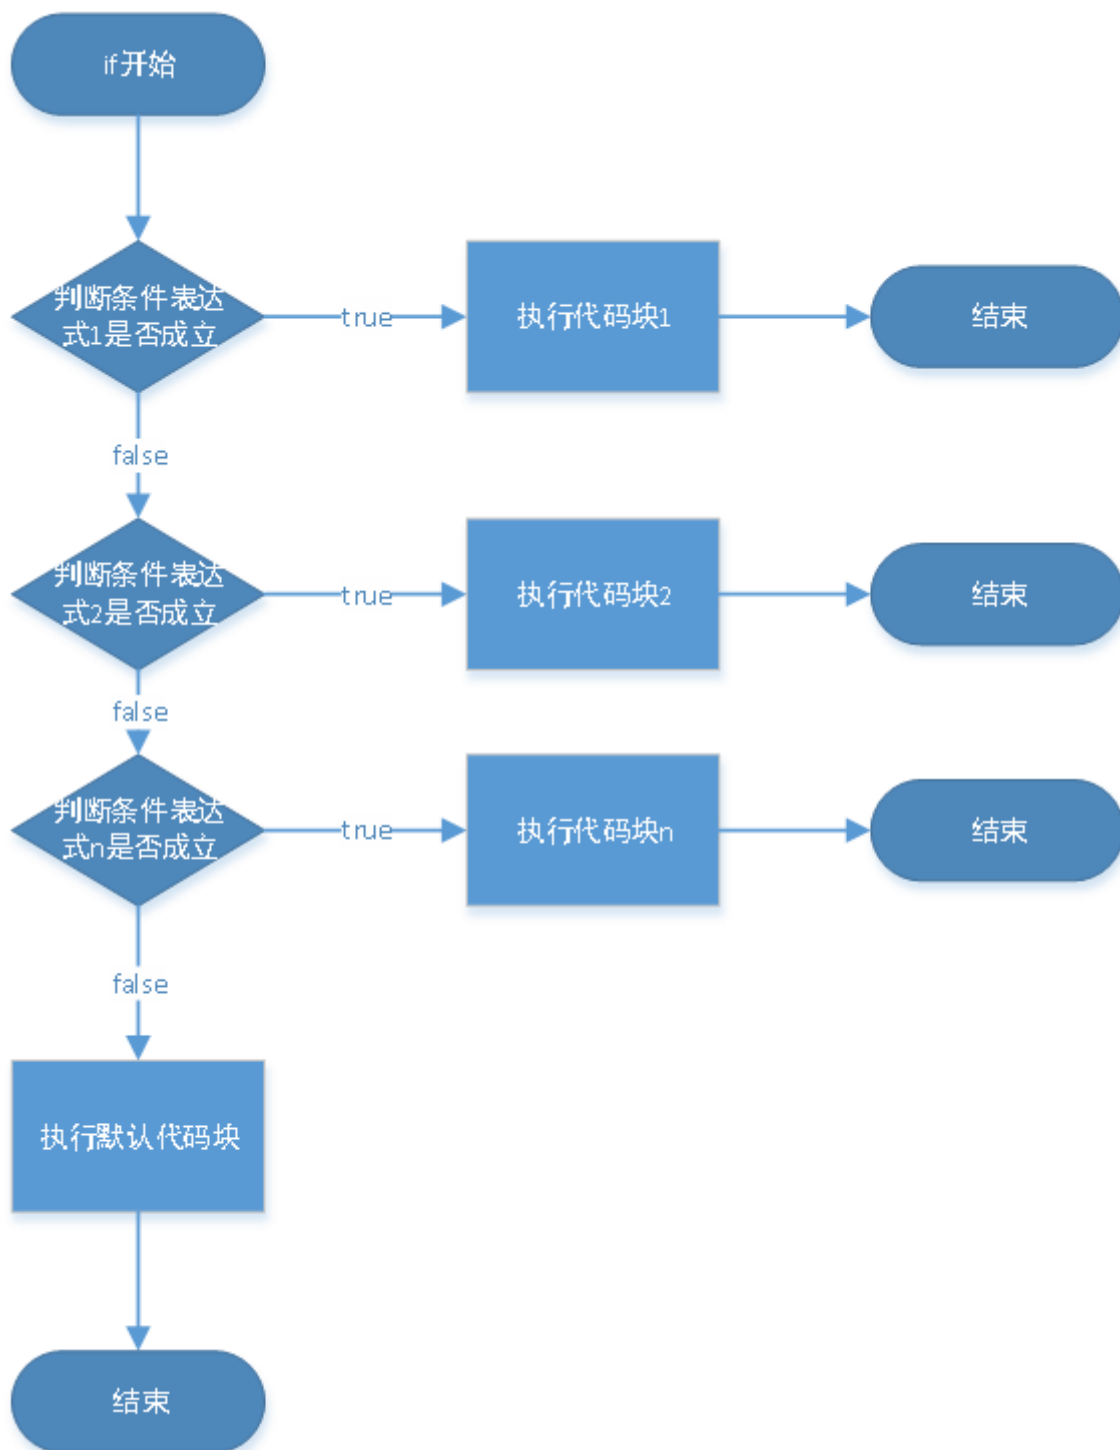 if开始
判断条件表达
式1是否成立
true
执行代码块1
结束
false
判断条件表达
式2是否成立
true
执行代码块2
结束
false
判断条件表达
式n是否成立
true
执行代码块n
结束
false
执行默认代码块
结束